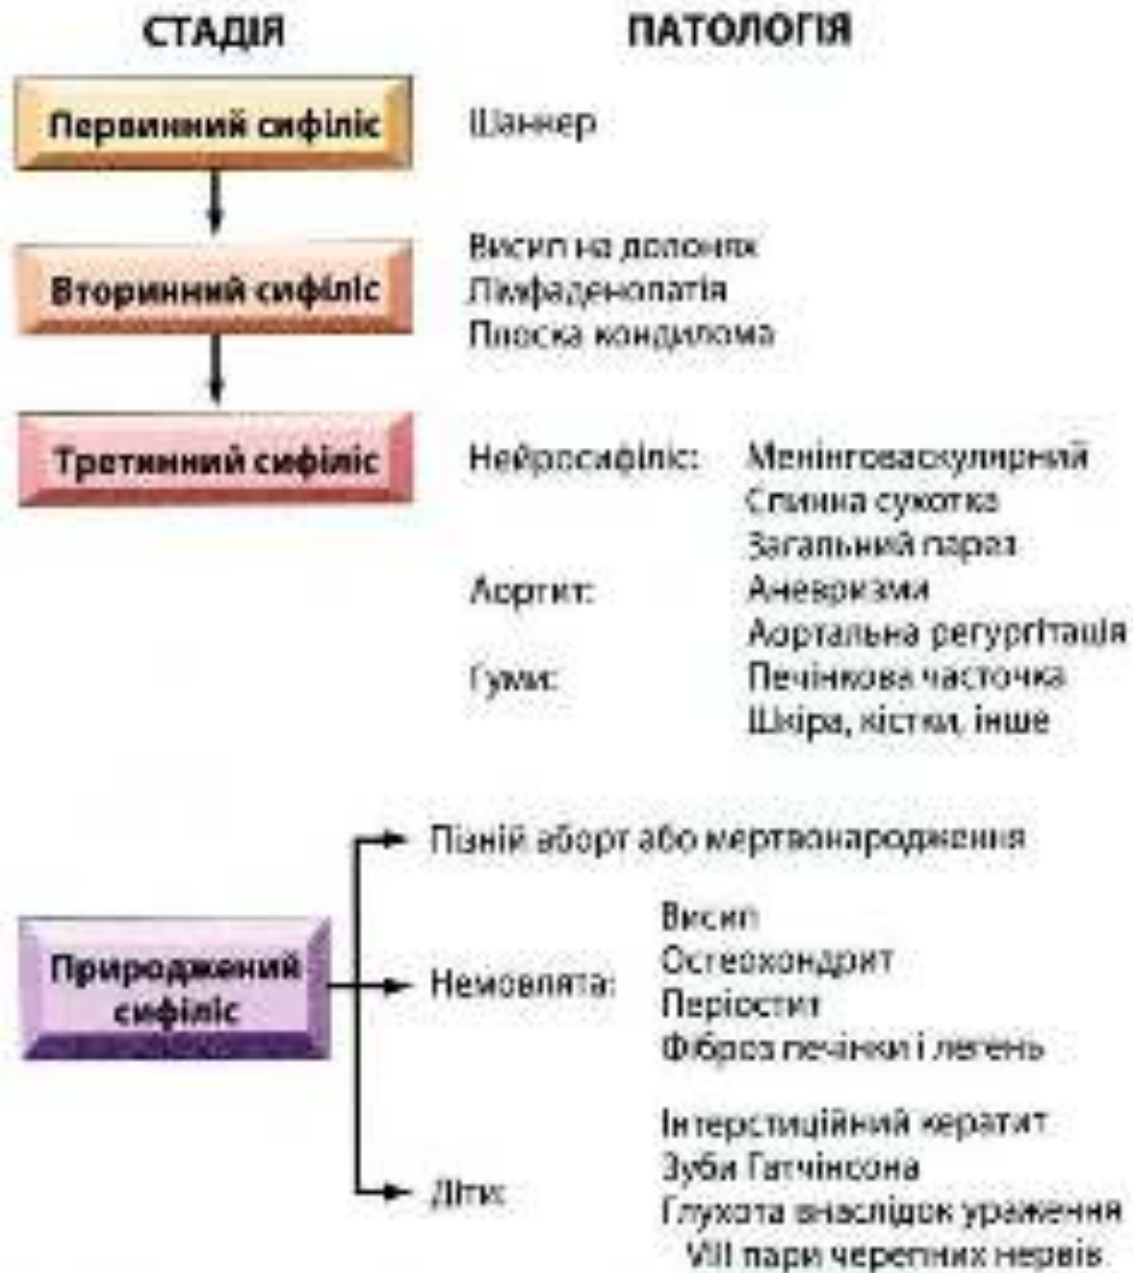 СТАДІЯ ПАТОЛОГІЯ
Первинний сифіліс Шанкер
Висип на долонях
Вторинний сифіліс Лімфаденопатія
Плоска кондилома
Третинний сифіліс Нейросифіліс: Менінговаскулярний
Спинна сухотка
Загальний парез
Аортит: Аневризми
Аортальна регургітація
Гуми: Печінкова часточка
Шкіра, кістки, інше
Пізній аборт або мертвонародження
Природжений
сифіліс
Немовлята: Висип
Остеохондрит
Періостит
Фіброз печінки і легень
Діти: Інтерстиційний кератит
Зуби Гатчінсона
Глухота внаслідок ураження
VIII пари черепних нервів